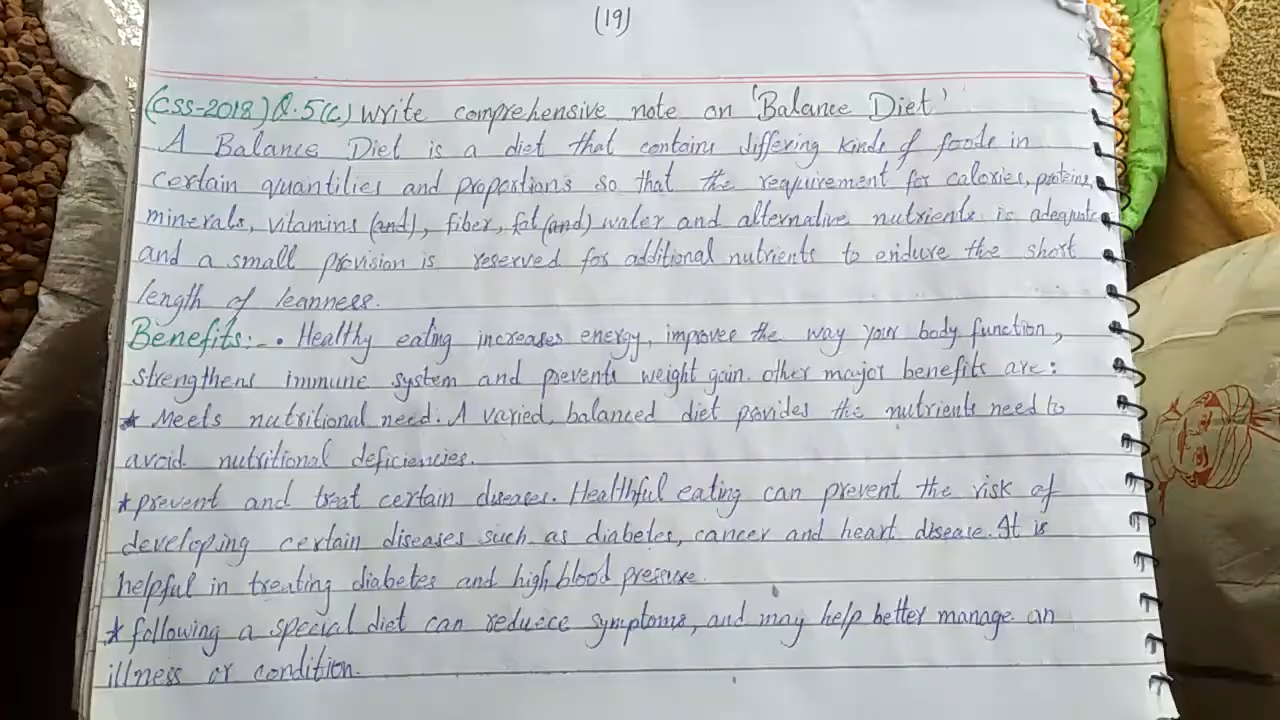 (19)
(CSS-2018) Q.5(C) Write comprehensive note on 'Balance Diet'
A Balance Diet is a diet that contains differing kinds of foods in
certain quantities and proportions so that the requirement for calories, proteins,
minerals, vitamins (and), fiber, fat (and) water and alternative nutrients is adequate
and a small provision is reserved for additional nutrients to endure the short
length of leanness.
Benefits:- • Healthy eating increases energy, improves the way your body function,
strengthens immune system and prevents weight gain. other major benefits are:
* Meets nutritional need. A varied, balanced diet provides the nutrients need to
avoid nutritional deficiencies.
* prevent and treat certain diseases. Healthful eating can prevent the risk of
developing certain diseases such as diabetes, cancer and heart disease. It is
helpful in treating diabetes and high blood pressure.
* following a special diet can reduece symptoms, and may help better manage an
illness or condition.